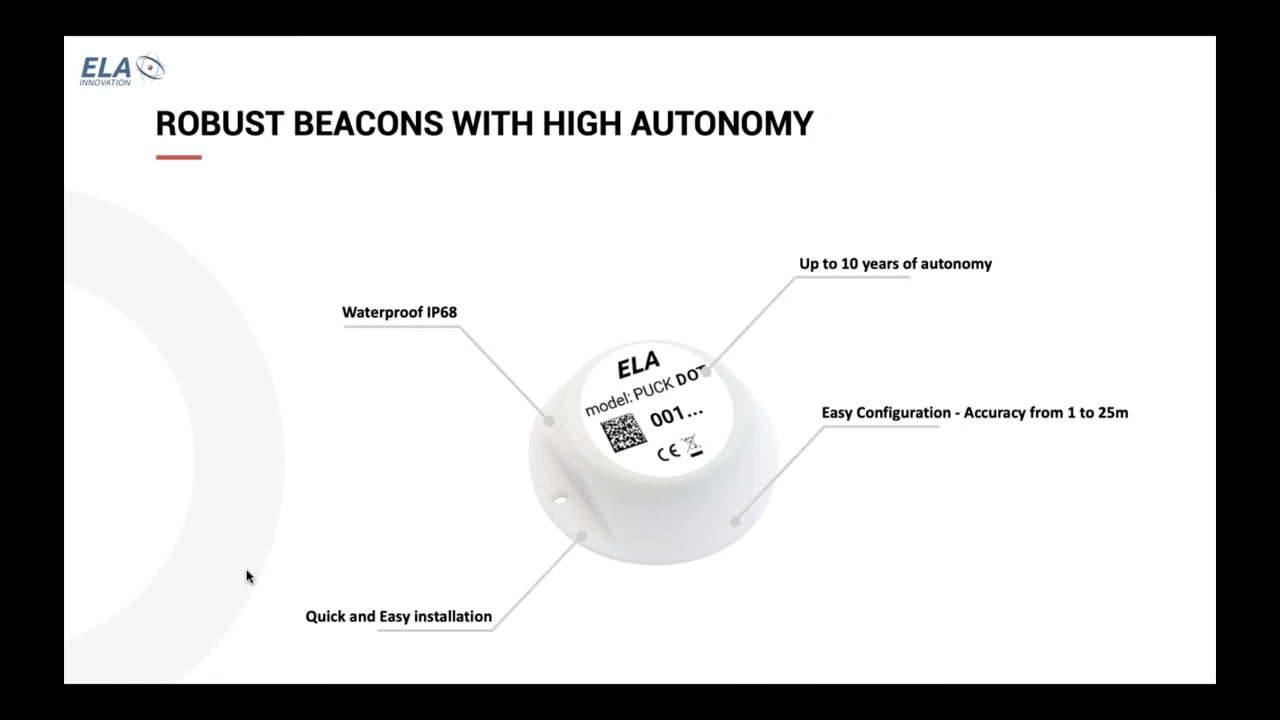 ELA
INNOVATION
ROBUST BEACONS WITH HIGH AUTONOMY
Up to 10 years of autonomy
Waterproof IP68
ELA
model: PUCK DOT
001...
CE
Easy Configuration - Accuracy from 1 to 25m
Quick and Easy installation